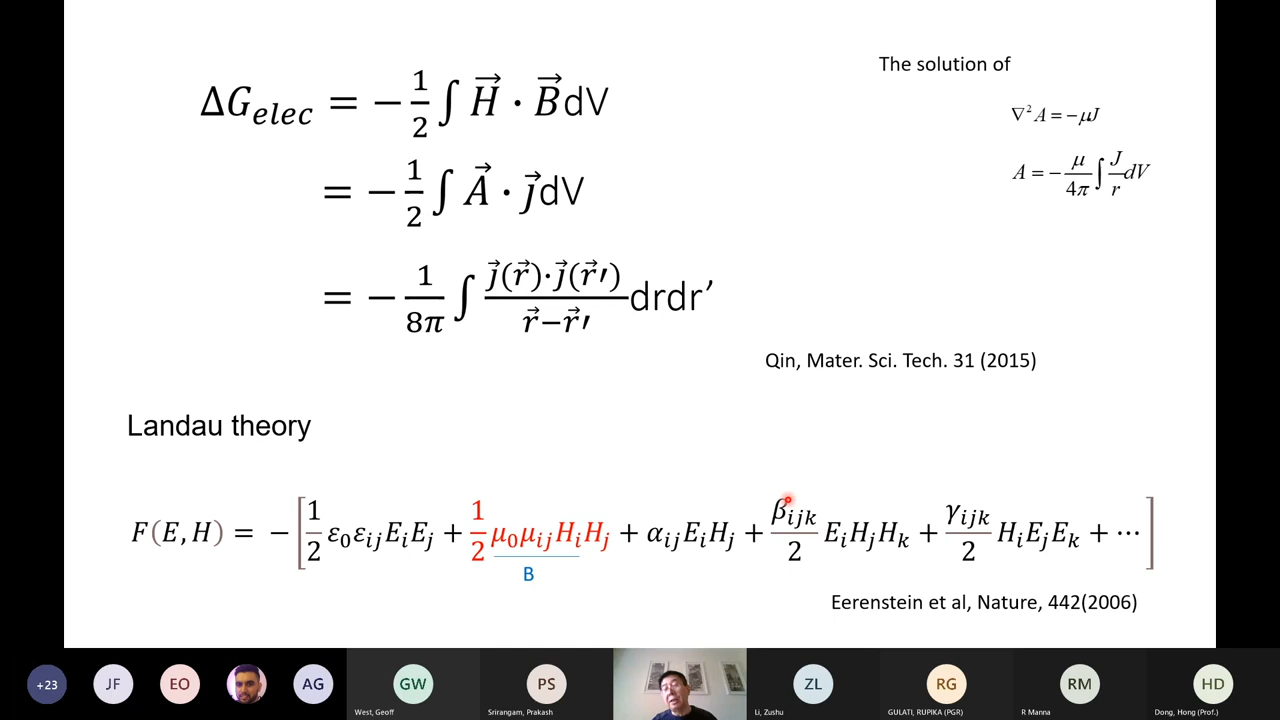 The solution of
ΔG_elec = −1/2 ∫ H⃗ · B⃗ dV
∇² A = −μJ
= −1/2 ∫ A⃗ · j⃗ dV
A = −μ/4π ∫ J/r dV
= −1/8π ∫ j⃗(r⃗)·j⃗(r⃗′)/r⃗−r⃗′ drdr’
Qin, Mater. Sci. Tech. 31 (2015)
Landau theory
F(E, H) = −[1/2 ε₀ε_ij E_i E_j + 1/2 μ₀μ_ij H_i H_j + α_ij E_i H_j + β_ijk/2 E_i H_j H_k + γ_ijk/2 H_i E_j E_k + ⋯]
B
Eerenstein et al, Nature, 442(2006)
+23 JF EO AG GW PS ZL RG RM HD
West, Geoff Srirangam, Prakash Li, Zushu GULATI, RUPIKA (PGR) R Manna Dong, Hong (Prof.)